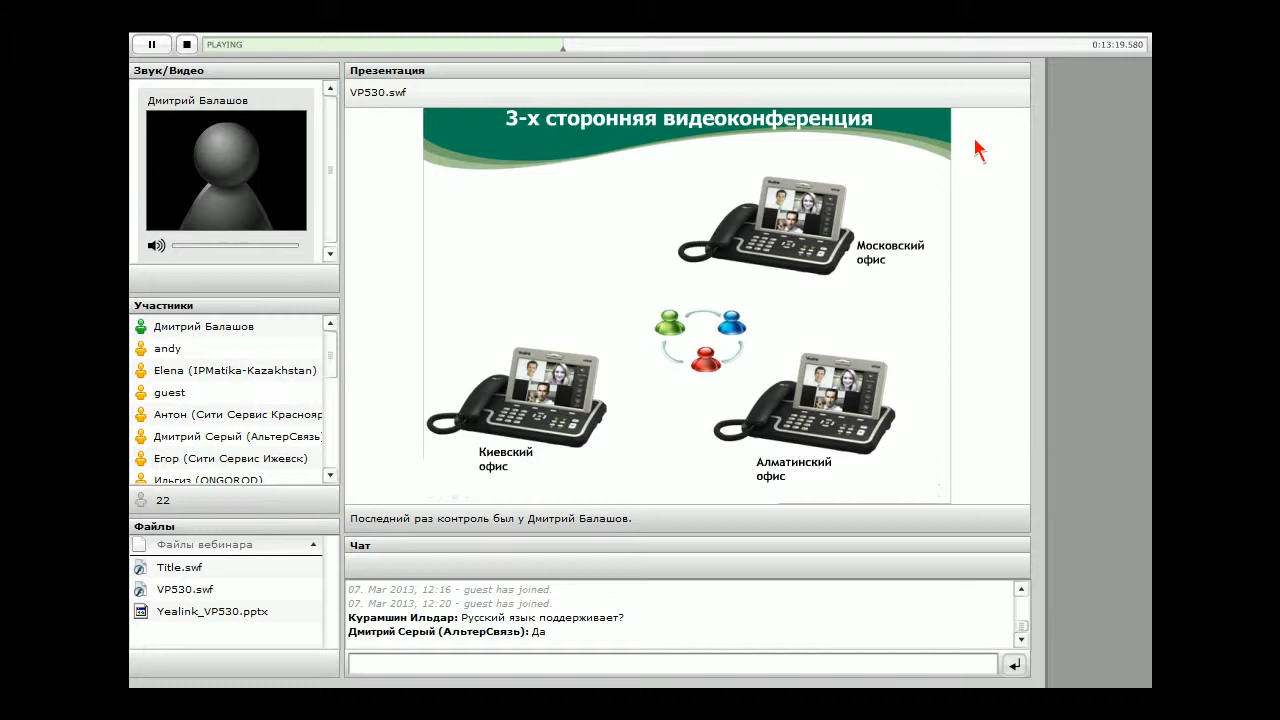 PLAYING
0:13:19.580
Звук/Видео
Дмитрий Балашов
Участники
Дмитрий Балашов
andy
Elena (IPMatika-Kazakhstan)
guest
Антон (Сити Сервис Краснояр
Дмитрий Серый (АльтерСвязь)
Егор (Сити Сервис Ижевск)
Ильгиз (ONGOROD)
22
Файлы
Файлы вебинара
Title.swf
VP530.swf
Yealink_VP530.pptx
Презентация
VP530.swf
3-х сторонняя видеоконференция
Московский
офис
Киевский
офис
Алматинский
офис
Последний раз контроль был у Дмитрий Балашов.
Чат
07. Mar 2013, 12:16 - guest has joined.
07. Mar 2013, 12:20 - guest has joined.
Курамшин Ильдар: Русский язык поддерживает?
Дмитрий Серый (АльтерСвязь): Да